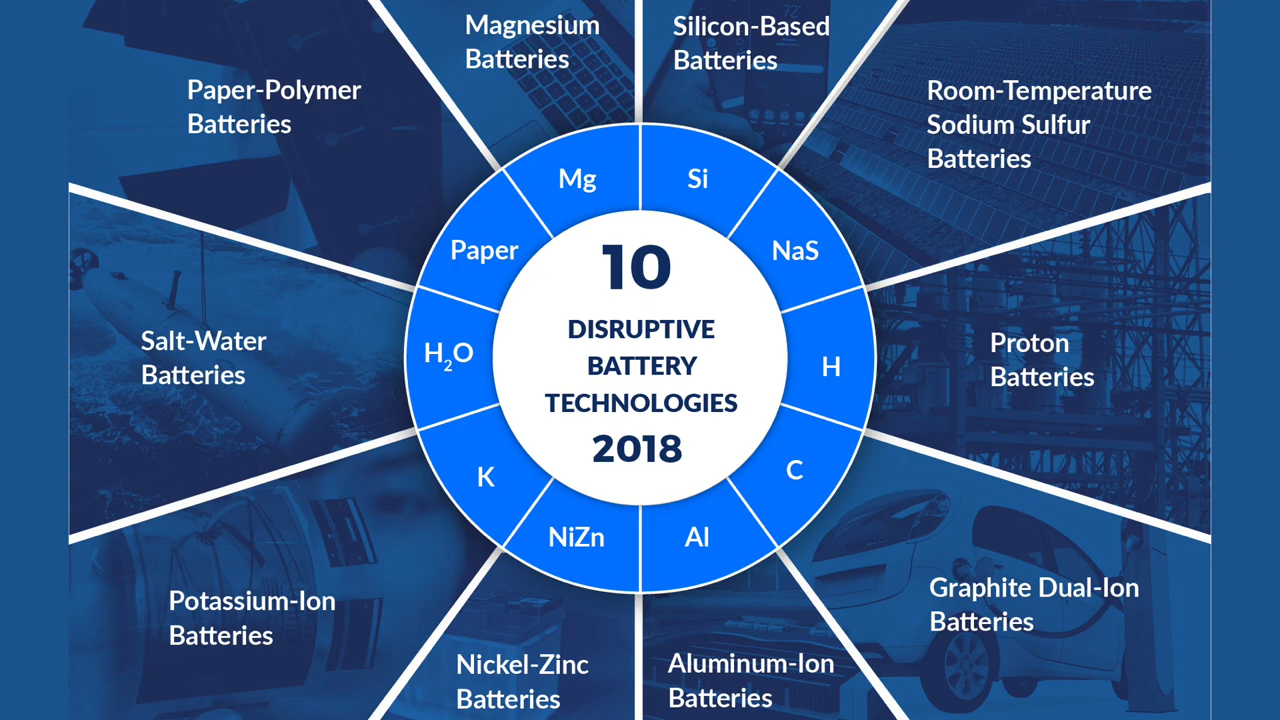 Magnesium
Batteries
Silicon-Based
Batteries
Paper-Polymer
Batteries
Room-Temperature
Sodium Sulfur
Batteries
Mg
Si
Paper
NaS
10
DISRUPTIVE
BATTERY
TECHNOLOGIES
2018
Salt-Water
Batteries
H₂O
H
Proton
Batteries
K
C
NiZn
Al
Potassium-Ion
Batteries
Graphite Dual-Ion
Batteries
Nickel-Zinc
Batteries
Aluminum-Ion
Batteries
72°